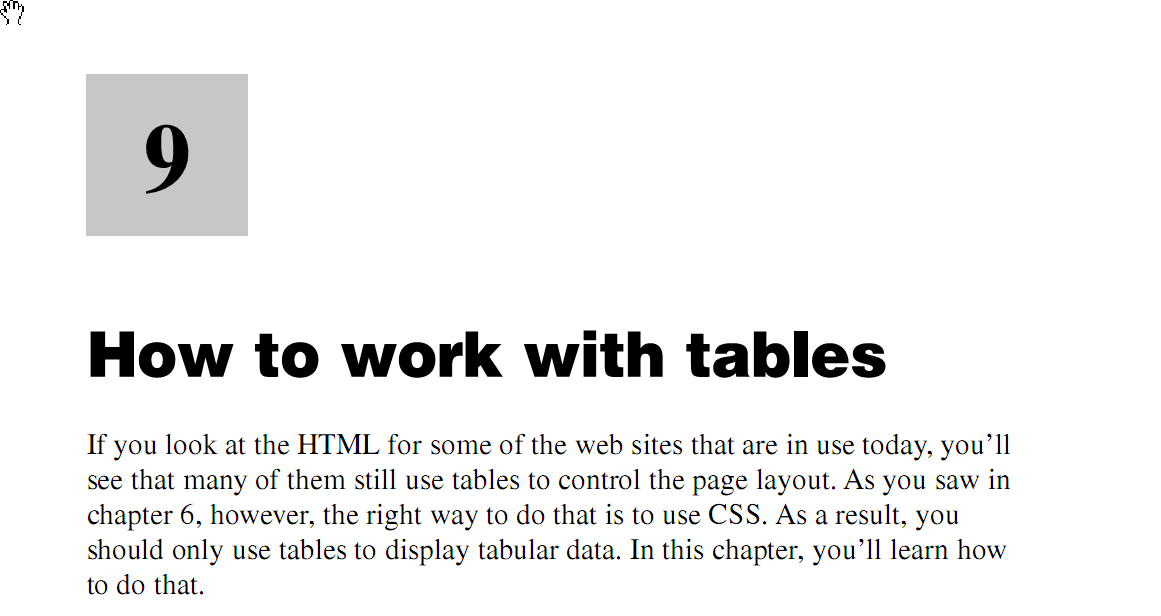 9
How to work with tables
If you look at the HTML for some of the web sites that are in use today, you’ll
see that many of them still use tables to control the page layout. As you saw in
chapter 6, however, the right way to do that is to use CSS. As a result, you
should only use tables to display tabular data. In this chapter, you’ll learn how
to do that.